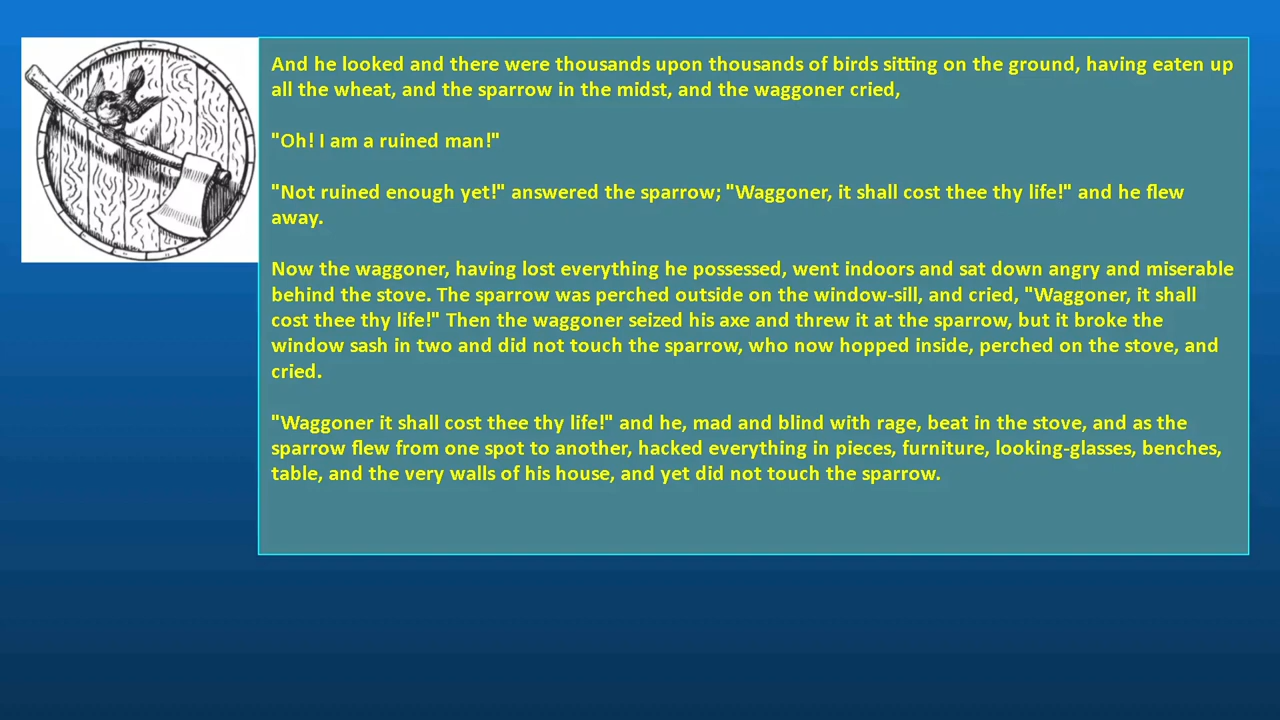 And he looked and there were thousands upon thousands of birds sitting on the ground, having eaten up
all the wheat, and the sparrow in the midst, and the waggoner cried,
"Oh! I am a ruined man!"
"Not ruined enough yet!" answered the sparrow; "Waggoner, it shall cost thee thy life!" and he flew
away.
Now the waggoner, having lost everything he possessed, went indoors and sat down angry and miserable
behind the stove. The sparrow was perched outside on the window-sill, and cried, "Waggoner, it shall
cost thee thy life!" Then the waggoner seized his axe and threw it at the sparrow, but it broke the
window sash in two and did not touch the sparrow, who now hopped inside, perched on the stove, and
cried.
"Waggoner it shall cost thee thy life!" and he, mad and blind with rage, beat in the stove, and as the
sparrow flew from one spot to another, hacked everything in pieces, furniture, looking-glasses, benches,
table, and the very walls of his house, and yet did not touch the sparrow.